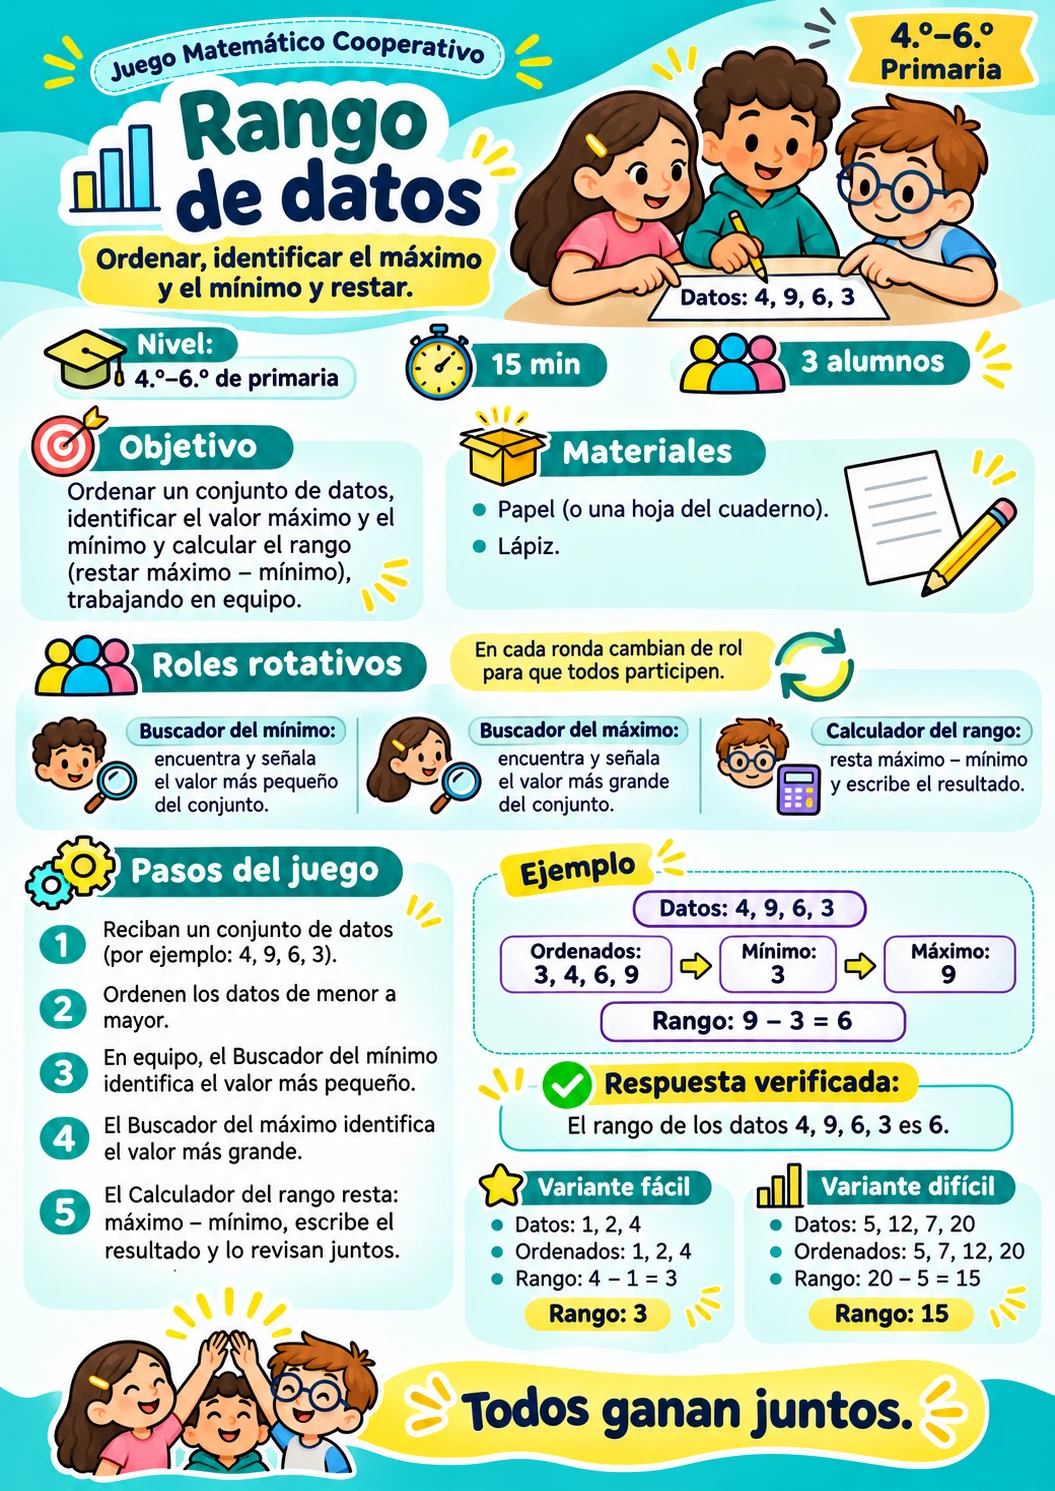 Juego Matemático Cooperativo
4.º–6.º
Primaria
Rango
de datos
Ordenar, identificar el máximo
y el mínimo y restar.
Datos: 4, 9, 6, 3
Nivel:
4.º–6.º de primaria
15 min
3 alumnos
Objetivo
Ordenar un conjunto de datos,
identificar el valor máximo y el
mínimo y calcular el rango
(restar máximo – mínimo),
trabajando en equipo.
Materiales
Papel (o una hoja del cuaderno).
Lápiz.
Roles rotativos
En cada ronda cambian de rol
para que todos participen.
Buscador del mínimo:
encuentra y señala
el valor más pequeño
del conjunto.
Buscador del máximo:
encuentra y señala
el valor más grande
del conjunto.
Calculador del rango:
resta máximo – mínimo
y escribe el resultado.
Pasos del juego
1 Reciban un conjunto de datos
(por ejemplo: 4, 9, 6, 3).
2 Ordenen los datos de menor a
mayor.
3 En equipo, el Buscador del mínimo
identifica el valor más pequeño.
4 El Buscador del máximo identifica
el valor más grande.
5 El Calculador del rango resta:
máximo – mínimo, escribe el
resultado y lo revisan juntos.
Ejemplo
Datos: 4, 9, 6, 3
Ordenados:
3, 4, 6, 9
Mínimo:
3
Máximo:
9
Rango: 9 – 3 = 6
Respuesta verificada:
El rango de los datos 4, 9, 6, 3 es 6.
Variante fácil
Datos: 1, 2, 4
Ordenados: 1, 2, 4
Rango: 4 – 1 = 3
Rango: 3
Variante difícil
Datos: 5, 12, 7, 20
Ordenados: 5, 7, 12, 20
Rango: 20 – 5 = 15
Rango: 15
Todos ganan juntos.